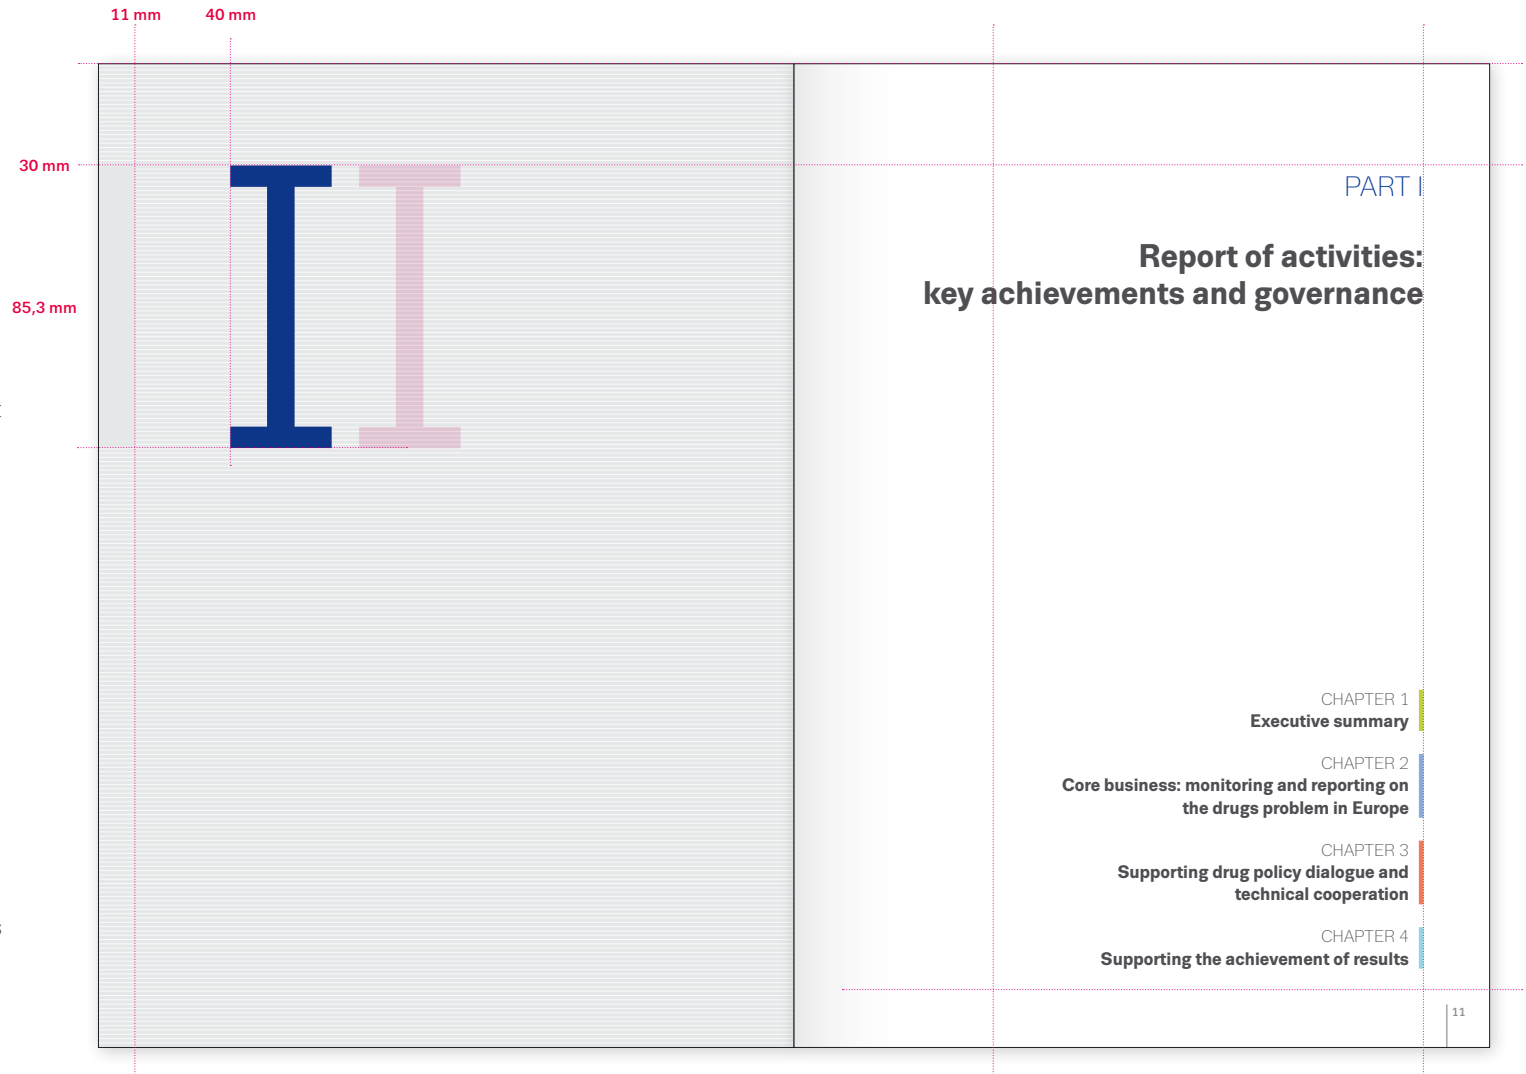 11 mm
40 mm
30 mm
85,3 mm
I I
PART I
Report of activities:
key achievements and governance
CHAPTER 1
Executive summary
CHAPTER 2
Core business: monitoring and reporting on
the drugs problem in Europe
CHAPTER 3
Supporting drug policy dialogue and
technical cooperation
CHAPTER 4
Supporting the achievement of results
11